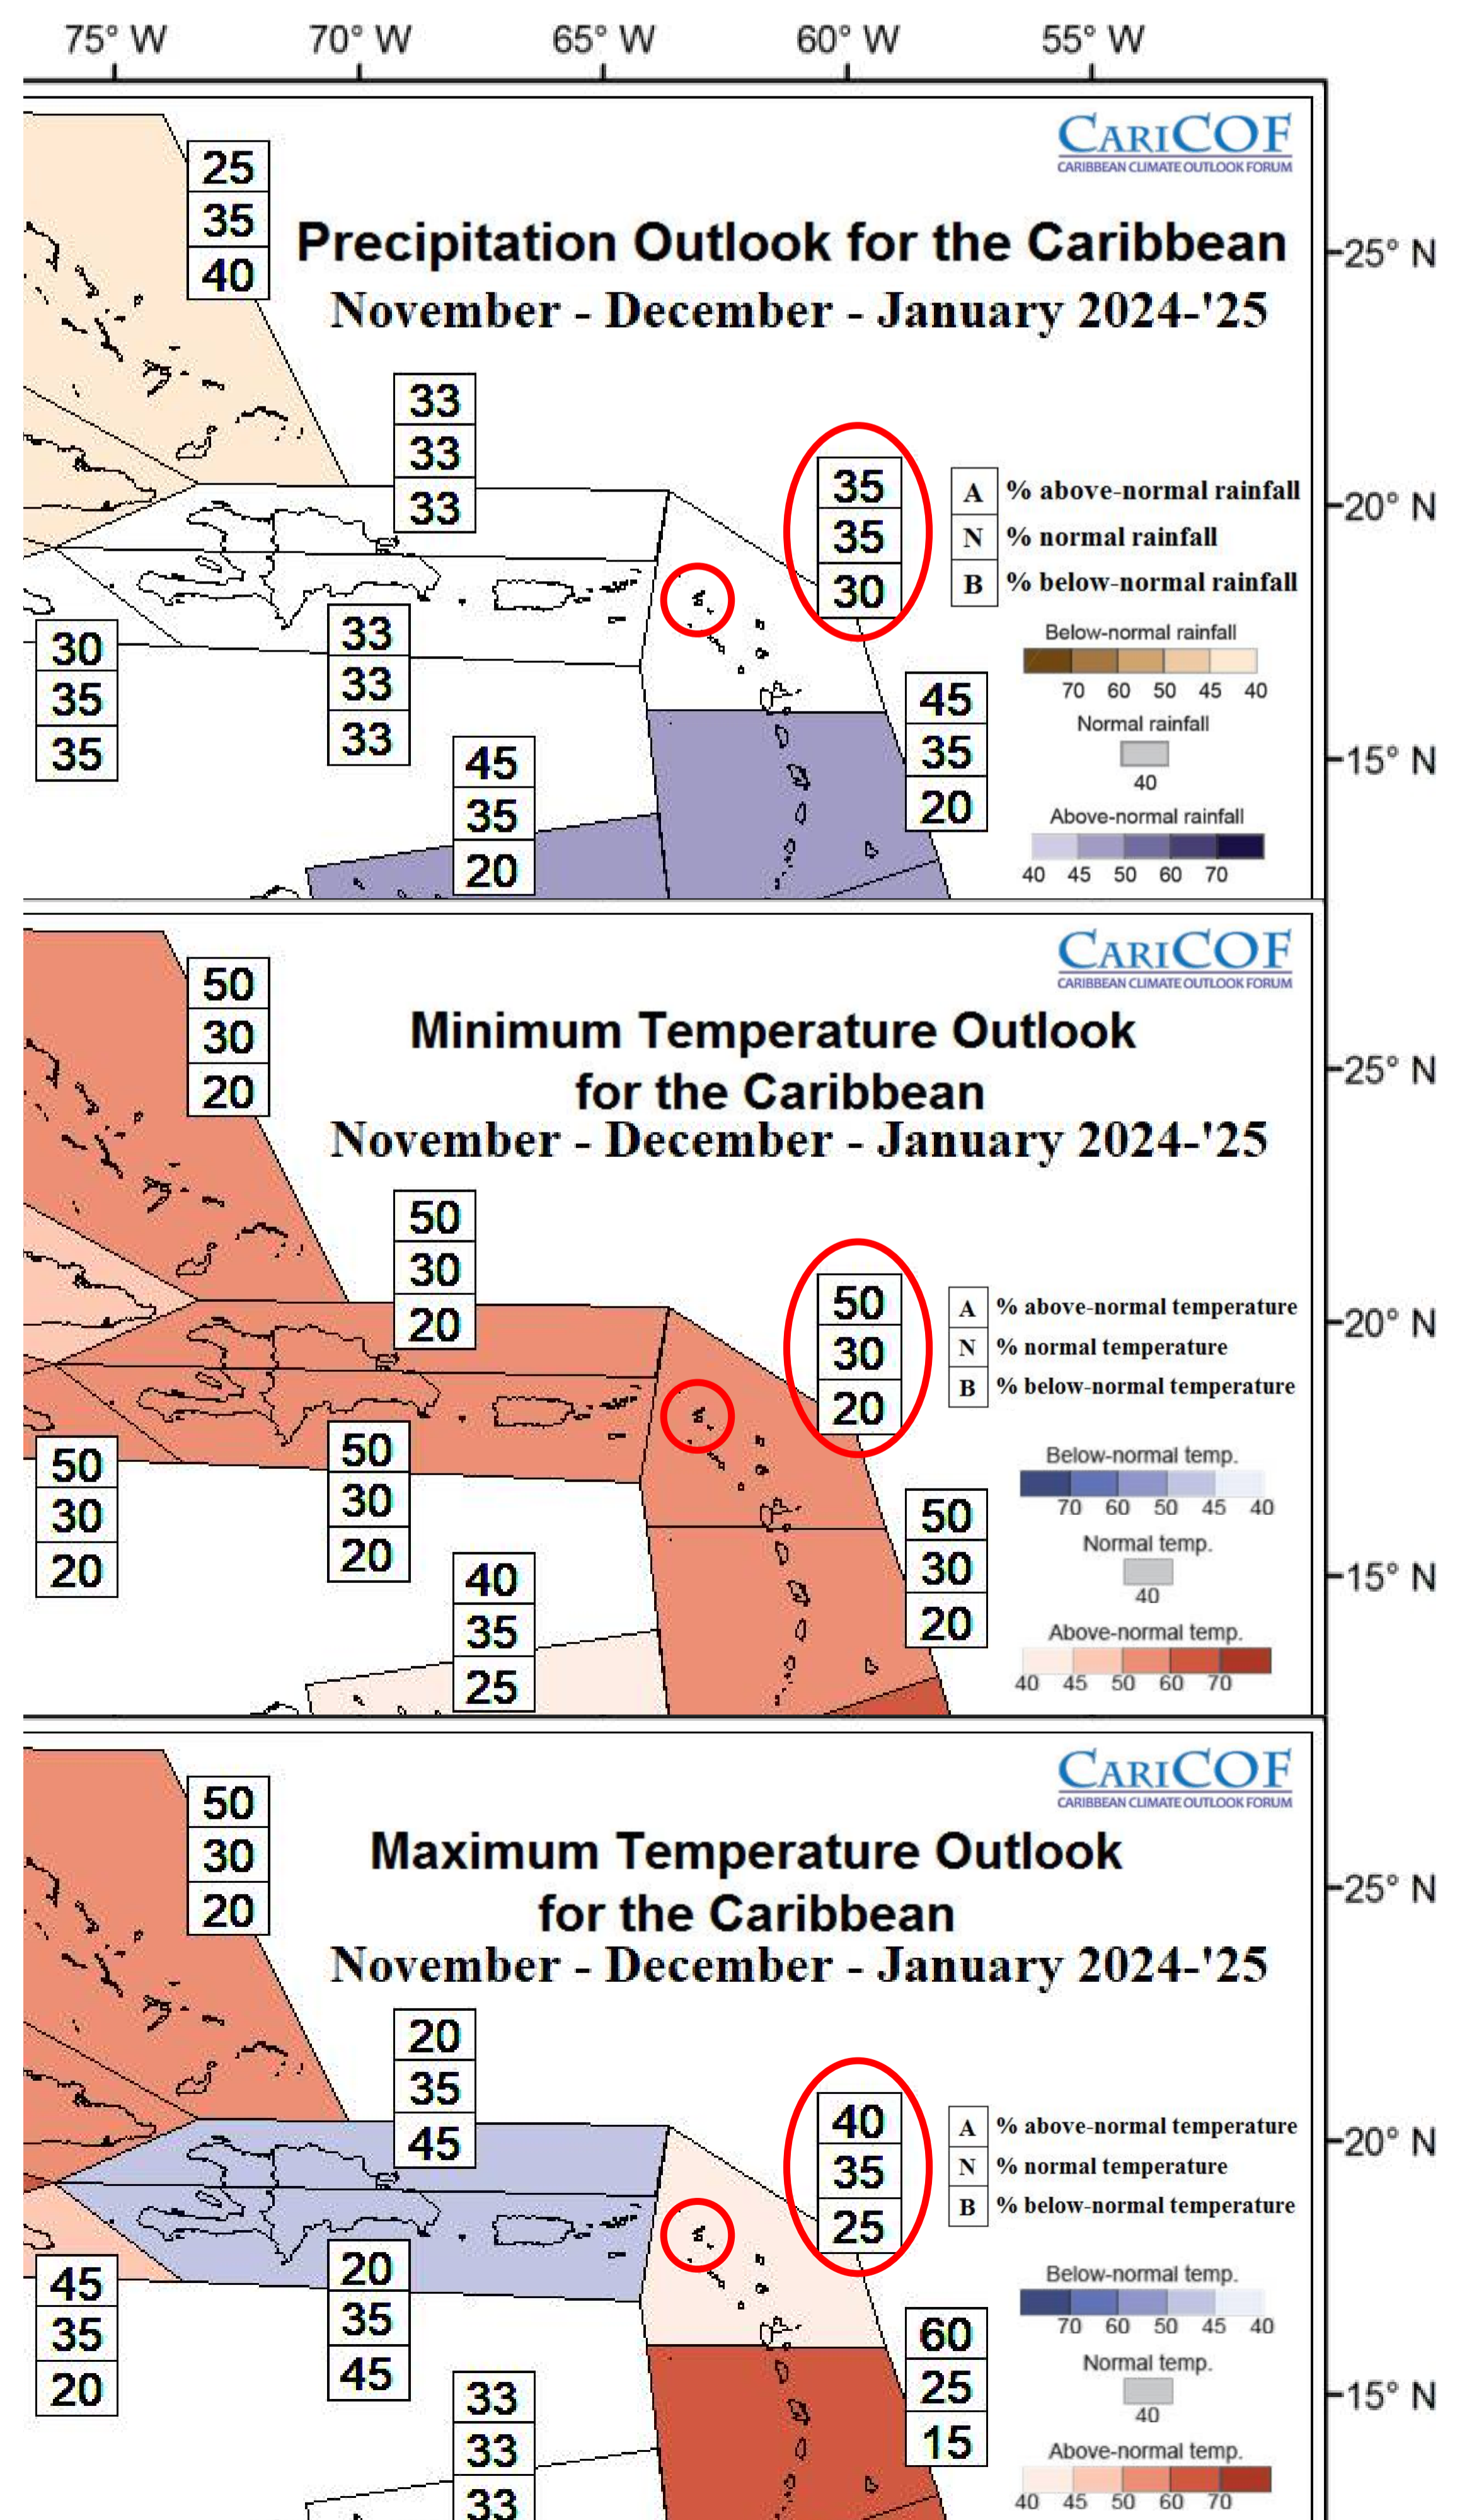 75° W 70° W 65° W 60° W 55° W
CARICOF
CARIBBEAN CLIMATE OUTLOOK FORUM
25
35
40
Precipitation Outlook for the Caribbean
November - December - January 2024-'25
25° N
33
33
33
35
35
30
A % above-normal rainfall
N % normal rainfall
B % below-normal rainfall
20° N
Below-normal rainfall
70 60 50 45 40
Normal rainfall
40
Above-normal rainfall
40 45 50 60 70
30
35
35
33
33
33
45
35
20
45
35
20
15° N
CARICOF
CARIBBEAN CLIMATE OUTLOOK FORUM
50
30
20
Minimum Temperature Outlook
for the Caribbean
November - December - January 2024-'25
25° N
50
30
20
50
30
20
A % above-normal temperature
N % normal temperature
B % below-normal temperature
20° N
Below-normal temp.
70 60 50 45 40
Normal temp.
40
Above-normal temp.
40 45 50 60 70
50
30
20
50
30
20
40
35
25
50
30
20
15° N
CARICOF
CARIBBEAN CLIMATE OUTLOOK FORUM
50
30
20
Maximum Temperature Outlook
for the Caribbean
November - December - January 2024-'25
25° N
20
35
45
40
35
25
A % above-normal temperature
N % normal temperature
B % below-normal temperature
20° N
Below-normal temp.
70 60 50 45 40
Normal temp.
40
Above-normal temp.
40 45 50 60 70
45
35
20
20
35
45
33
33
33
60
25
15
15° N